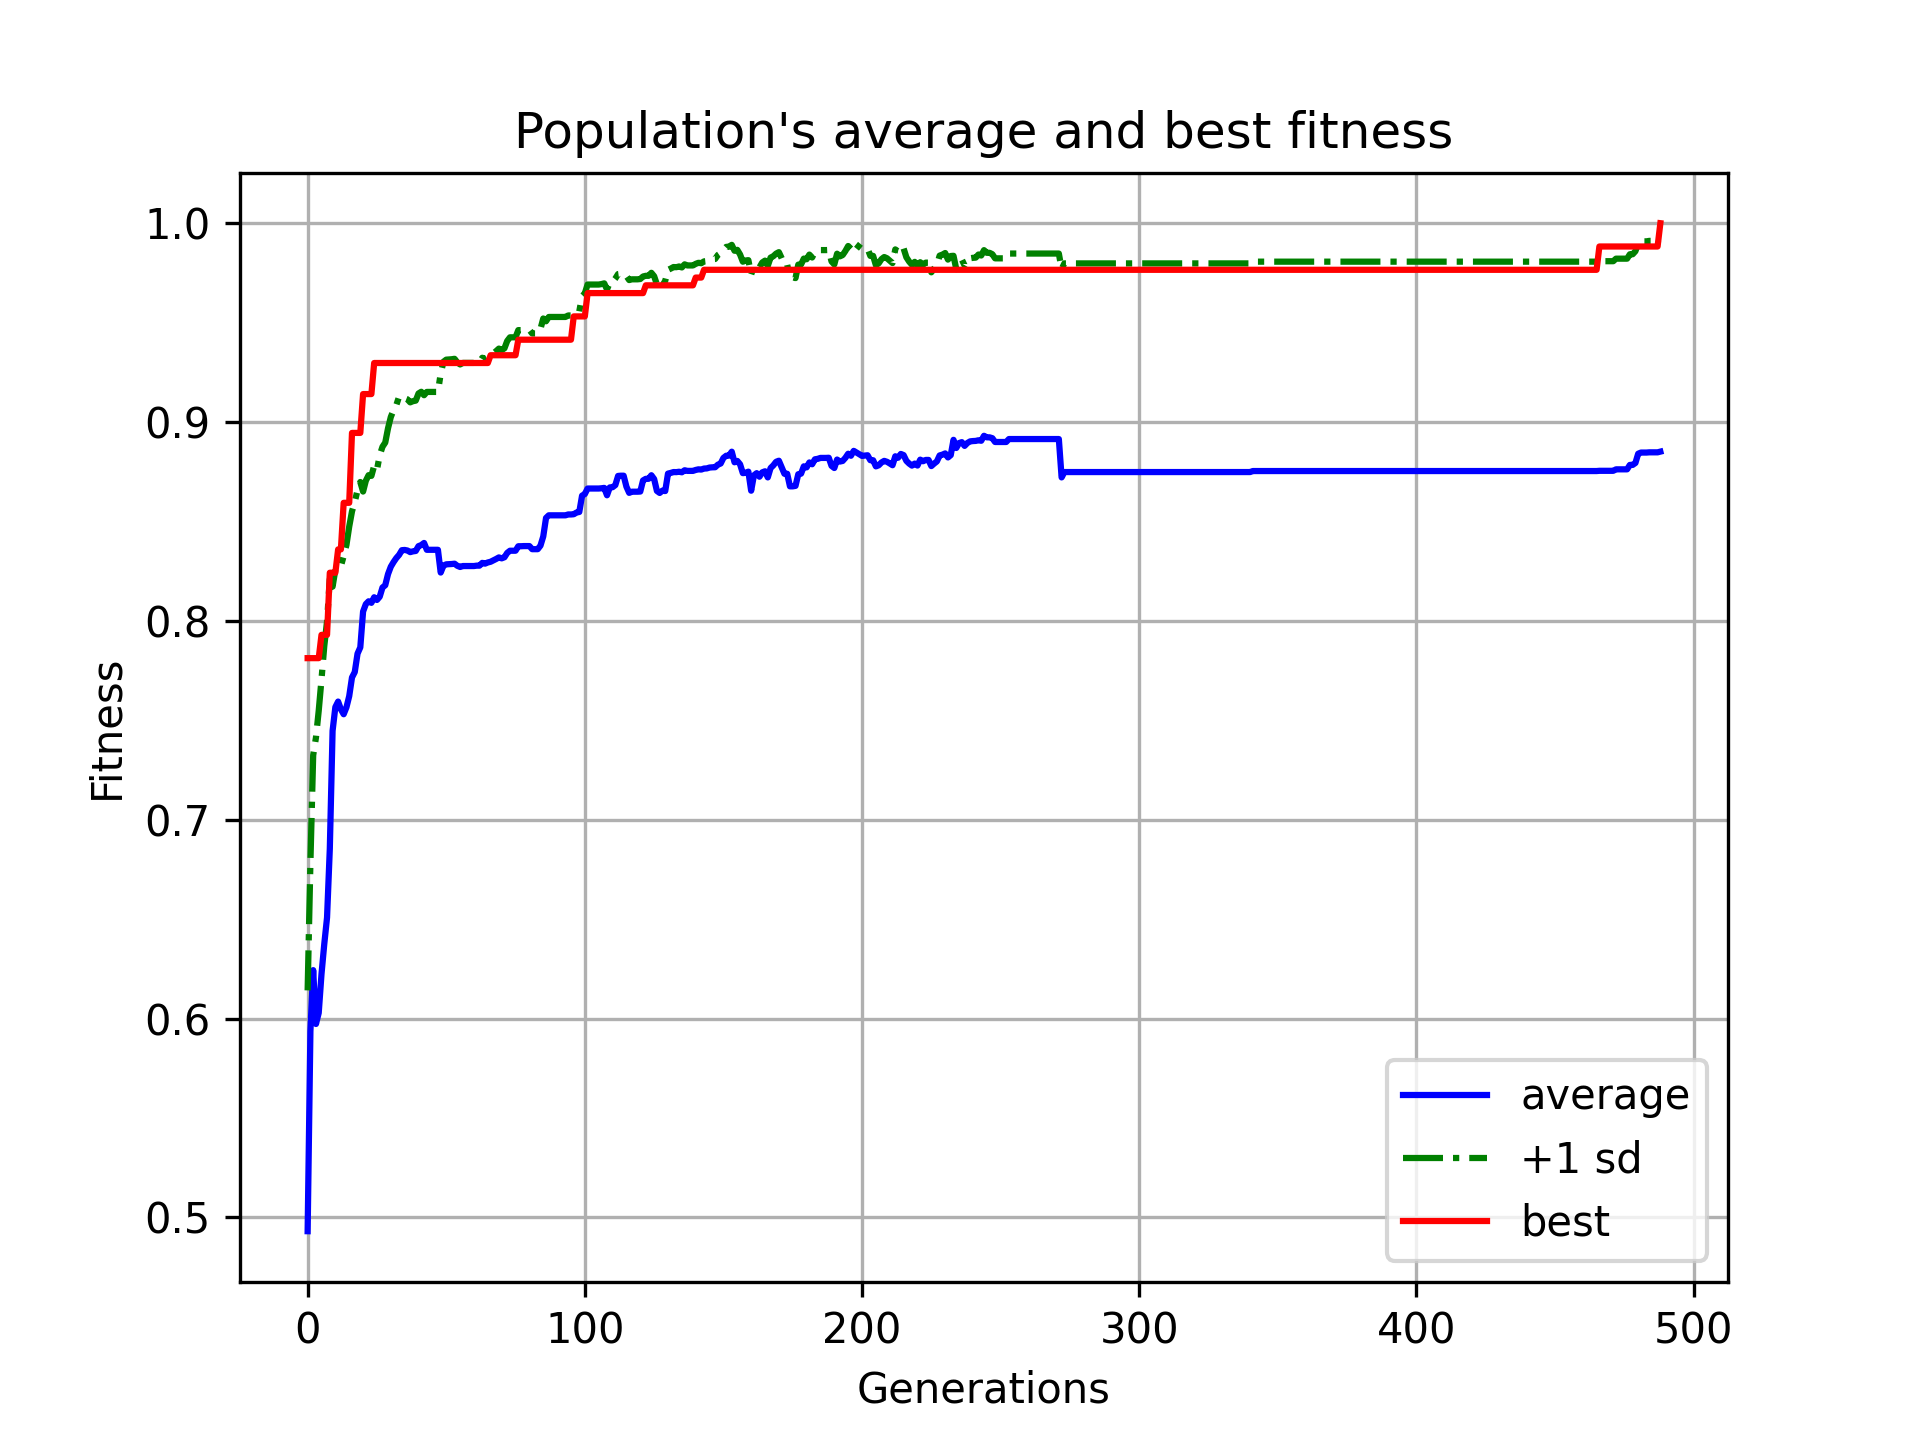 Population's average and best fitness
1.0
0.9
0.8
0.7
0.6
0.5
Fitness
0 100 200 300 400 500
Generations
average
+1 sd
best